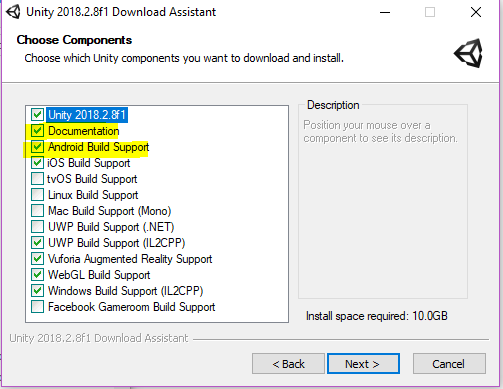 Unity 2018.2.8f1 Download Assistant
Choose Components
Choose which Unity components you want to download and install.
Unity 2018.2.8f1
Documentation
Android Build Support
iOS Build Support
tvOS Build Support
Linux Build Support
Mac Build Support (Mono)
UWP Build Support (.NET)
UWP Build Support (IL2CPP)
Vuforia Augmented Reality Support
WebGL Build Support
Windows Build Support (IL2CPP)
Facebook Gameroom Build Support
Description
Position your mouse over a
component to see its description.
Install space required: 10.0GB
Unity 2018.2.8f1 Download Assistant
< Back
Next >
Cancel